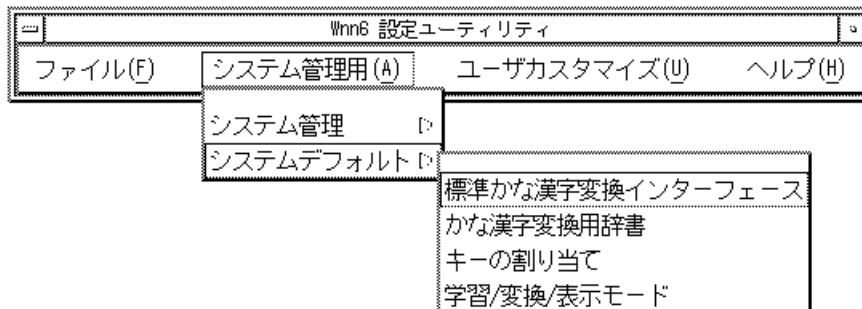 Wnn6 設定ユーティリティ
ファイル(F) システム管理用(A) ユーザカスタマイズ(U) ヘルプ(H)
システム管理
システムデフォルト
標準かな漢字変換インターフェース
かな漢字変換用辞書
キーの割り当て
学習/変換/表示モード